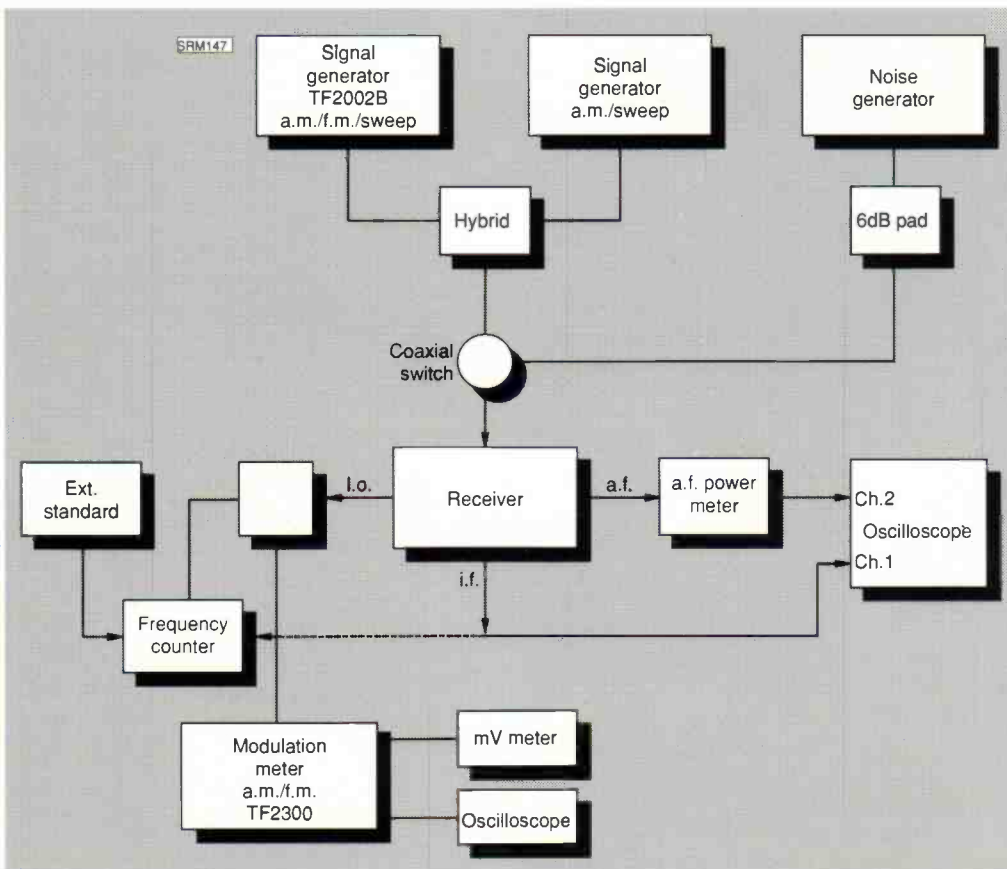 SRM147
Signal
generator
TF2002B
a.m./f.m./sweep
Signal
generator
a.m./sweep
Noise
generator
Hybrid
6dB pad
Coaxial
switch
Ext.
standard
l.o.
Receiver
a.f.
a.f. power
meter
Ch.2
Oscilloscope
Ch.1
i.f.
Frequency
counter
Modulation
meter
a.m./f.m.
TF2300
mV meter
Oscilloscope